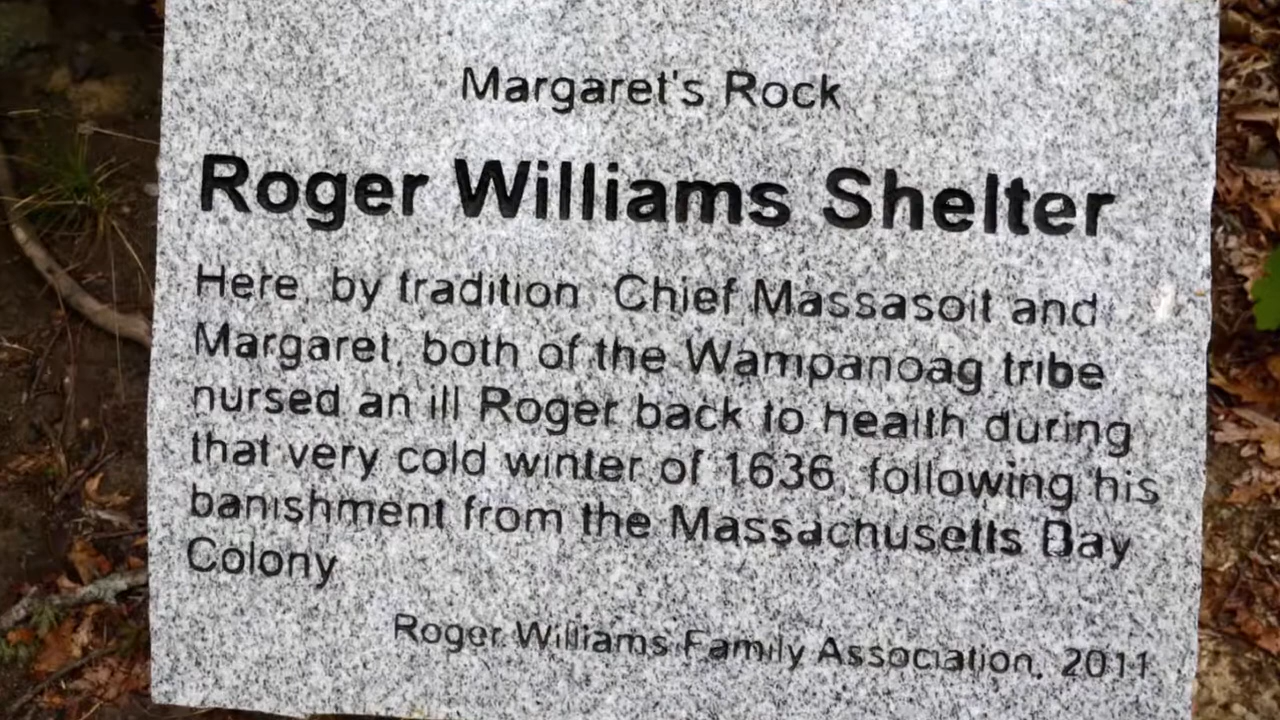 Margaret's Rock
Roger Williams Shelter
Here, by tradition Chief Massasoit and
Margaret, both of the Wampanoag tribe
nursed an ill Roger back to health during
that very cold winter of 1636, following his
banishment from the Massachusetts Bay
Colony
Roger Williams Family Association, 2011